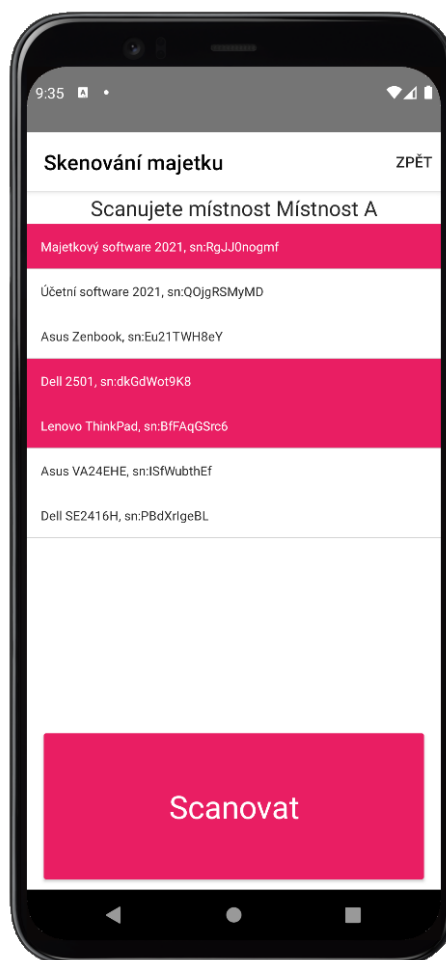 9:35 A
Skenování majetku ZPĚT
Scanujete místnost Místnost A
Majetkový software 2021, sn:RgJJ0nogmf
Účetní software 2021, sn:QOjgRSMyMD
Asus Zenbook, sn:Eu21TWH8eY
Dell 2501, sn:dkGdWot9K8
Lenovo ThinkPad, sn:BfFAqGSrc6
Asus VA24EHE, sn:ISfWubthEf
Dell SE2416H, sn:PBdXrIgeBL
Scanovat